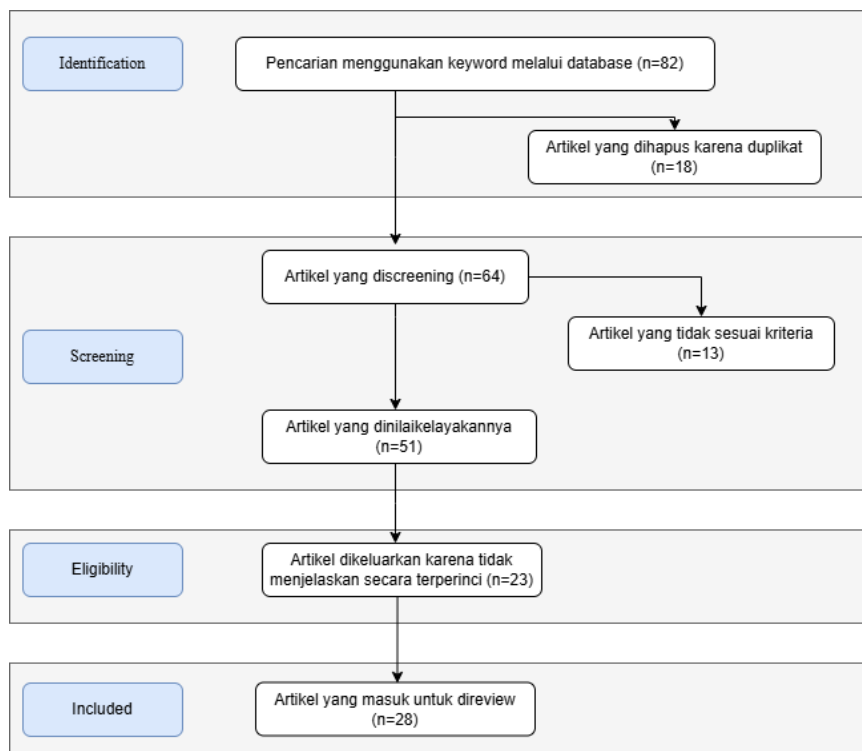 Identification
Pencarian menggunakan keyword melalui database (n=82)
Artikel yang dihapus karena duplikat
(n=18)
Artikel yang discreening (n=64)
Artikel yang tidak sesuai kriteria
(n=13)
Screening
Artikel yang dinilaikelayakannya
(n=51)
Eligibility
Artikel dikeluarkan karena tidak
menjelaskan secara terperinci (n=23)
Included
Artikel yang masuk untuk direview
(n=28)